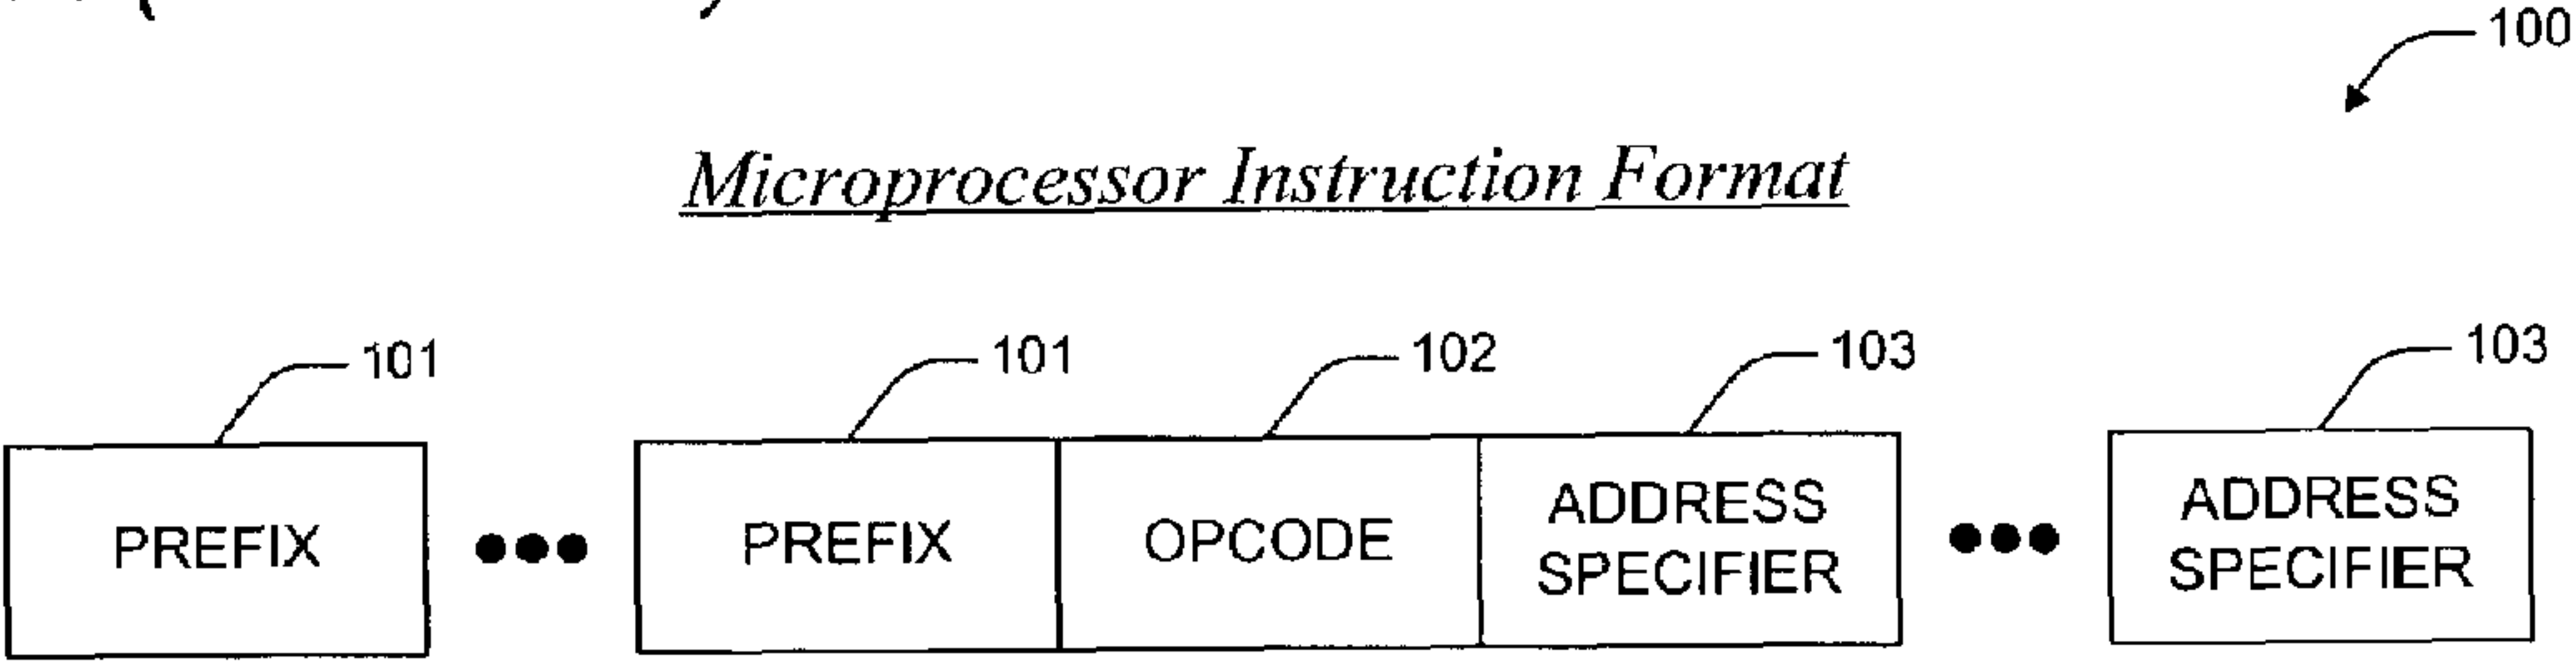 100
Microprocessor Instruction Format
101 101 102 103 103
PREFIX ●●● PREFIX OPCODE ADDRESS SPECIFIER ●●● ADDRESS SPECIFIER